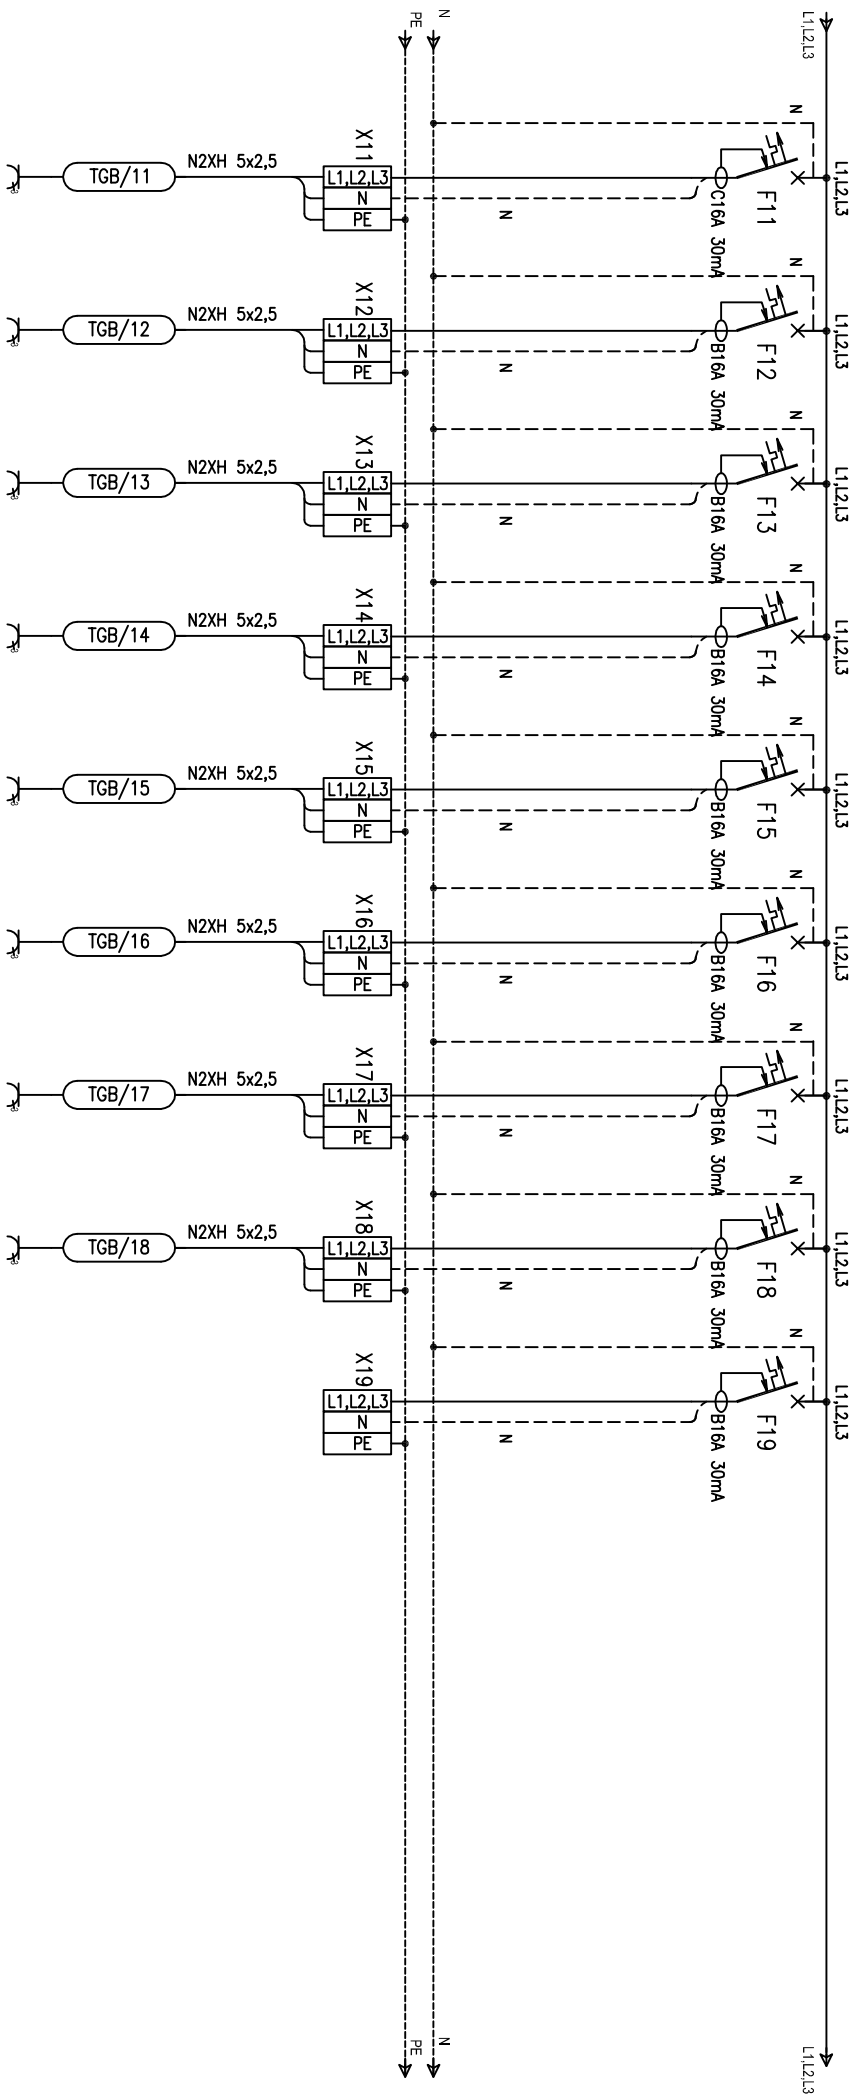 L1,L2,L3
N
PE
N
L1,L2,L3
F11
C16A 30mA
N
X11
L1,L2,L3
N
PE
N2XH 5x2,5
TGB/11
N
L1,L2,L3
F12
B16A 30mA
N
X12
L1,L2,L3
N
PE
N2XH 5x2,5
TGB/12
N
L1,L2,L3
F13
B16A 30mA
N
X13
L1,L2,L3
N
PE
N2XH 5x2,5
TGB/13
N
L1,L2,L3
F14
B16A 30mA
N
X14
L1,L2,L3
N
PE
N2XH 5x2,5
TGB/14
N
L1,L2,L3
F15
B16A 30mA
N
X15
L1,L2,L3
N
PE
N2XH 5x2,5
TGB/15
N
L1,L2,L3
F16
B16A 30mA
N
X16
L1,L2,L3
N
PE
N2XH 5x2,5
TGB/16
N
L1,L2,L3
F17
B16A 30mA
N
X17
L1,L2,L3
N
PE
N2XH 5x2,5
TGB/17
N
L1,L2,L3
F18
B16A 30mA
N
X18
L1,L2,L3
N
PE
N2XH 5x2,5
TGB/18
N
L1,L2,L3
F19
B16A 30mA
N
X19
L1,L2,L3
N
PE
L1,L2,L3
N
PE